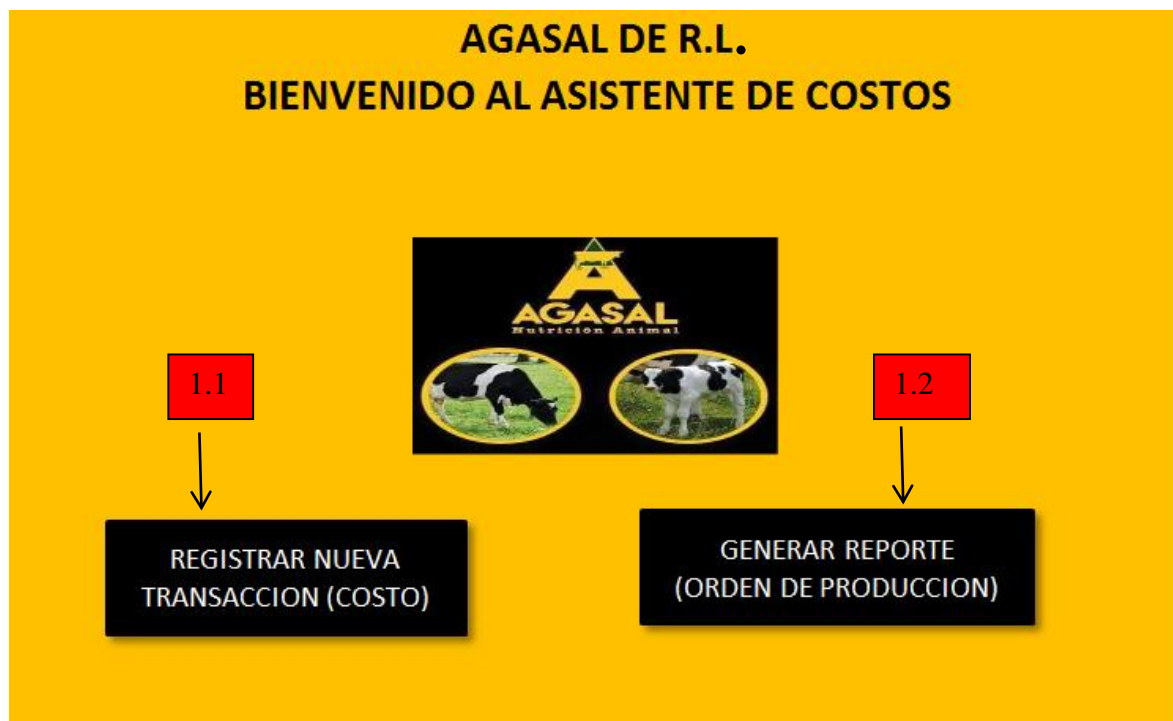 AGASAL DE R.L.
BIENVENIDO AL ASISTENTE DE COSTOS
AGASAL
Nutrición Animal
1.1
1.2
REGISTRAR NUEVA
TRANSACCION (COSTO)
GENERAR REPORTE
(ORDEN DE PRODUCCION)